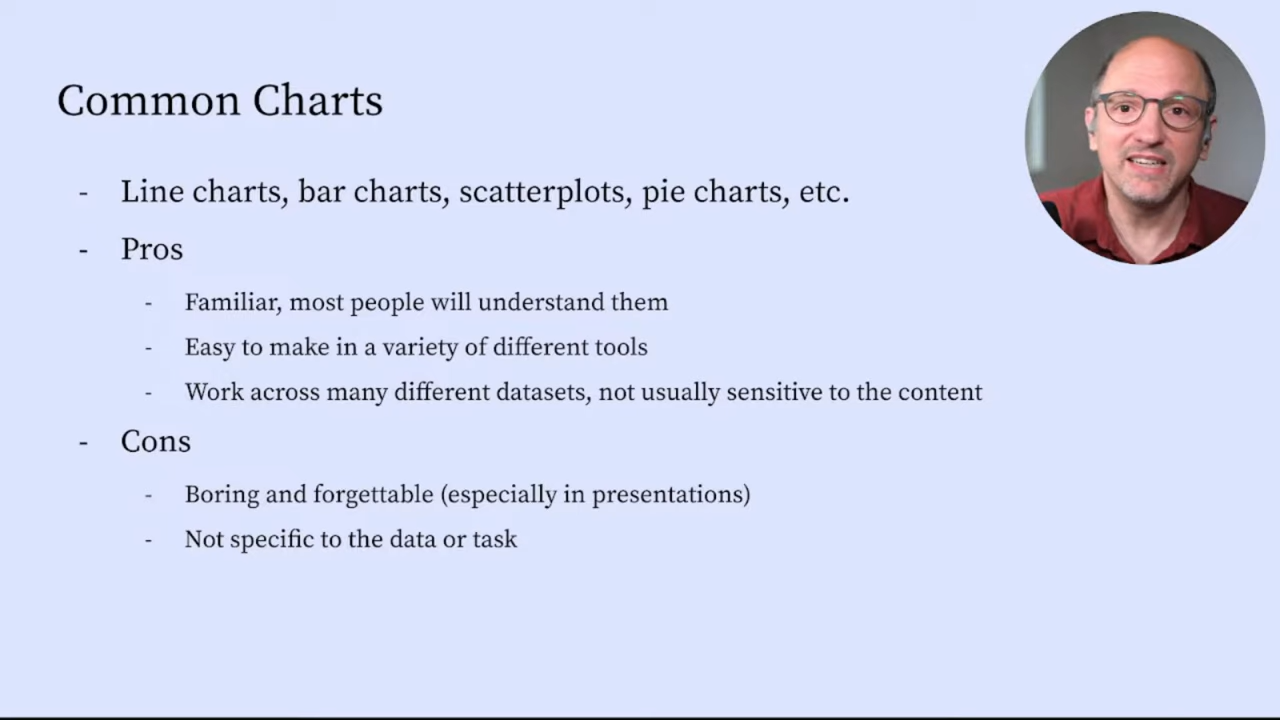 Common Charts
- Line charts, bar charts, scatterplots, pie charts, etc.
- Pros
- Familiar, most people will understand them
- Easy to make in a variety of different tools
- Work across many different datasets, not usually sensitive to the content
- Cons
- Boring and forgettable (especially in presentations)
- Not specific to the data or task